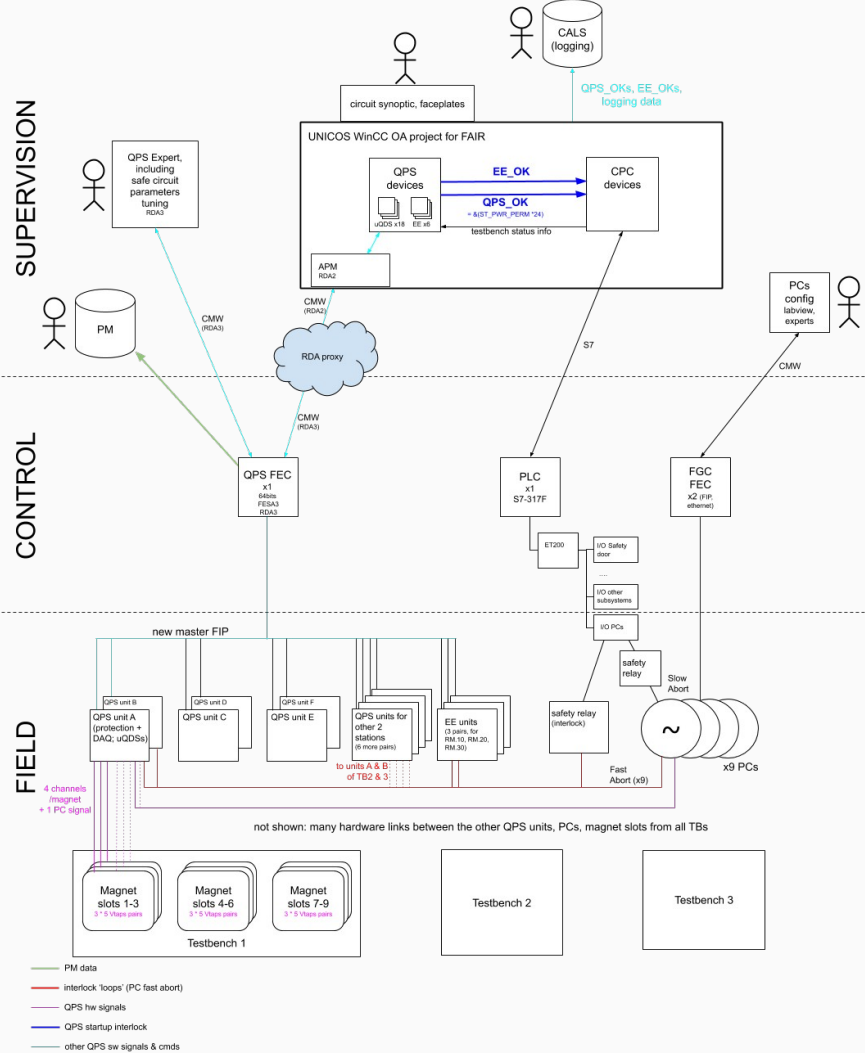 CALS
(logging)
QPS_OKs, EE_OKs,
logging data
circuit synoptic, faceplates
SUPERVISION
UNICOS WinCC OA project for FAIR
QPS Expert,
including
safe circuit
parameters
tuning
RDA3
QPS
devices
uQDS x18
EE x6
EE_OK
QPS_OK
= &(ST_PWR_PERM *24)
testbench status info
CPC
devices
APM
RDA2
PCs
config
labview,
experts
PM
CMW
(RDA3)
CMW
(RDA2)
RDA proxy
S7
CMW
CMW
(RDA3)
CONTROL
QPS FEC
x1
64bits
FESA3
RDA3
PLC
x1
S7-317F
FGC
FEC
x2 (FIP,
ethernet)
ET200
I/O Safety
door
....
I/O other
subsystems
I/O PCs
FIELD
new master FIP
safety
relay
Slow
Abort
QPS unit B
QPS unit A
(protection +
DAQ; uQDSs)
QPS unit D
QPS unit C
QPS unit F
QPS unit E
QPS units for
other 2
stations
(6 more pairs)
EE units
(3 pairs, for
RM.10, RM.20,
RM.30)
safety relay
(interlock)
~
x9 PCs
to units A & B
of TB2 & 3
Fast
Abort (x9)
4 channels
/magnet
+ 1 PC signal
not shown: many hardware links between the other QPS units, PCs, magnet slots from all TBs
Magnet
slots 1-3
3 * 5 Vtaps pairs
Magnet
slots 4-6
3 * 5 Vtaps pairs
Magnet
slots 7-9
3 * 5 Vtaps pairs
Testbench 1
Testbench 2
Testbench 3
PM data
interlock 'loops' (PC fast abort)
QPS hw signals
QPS startup interlock
other QPS sw signals & cmds